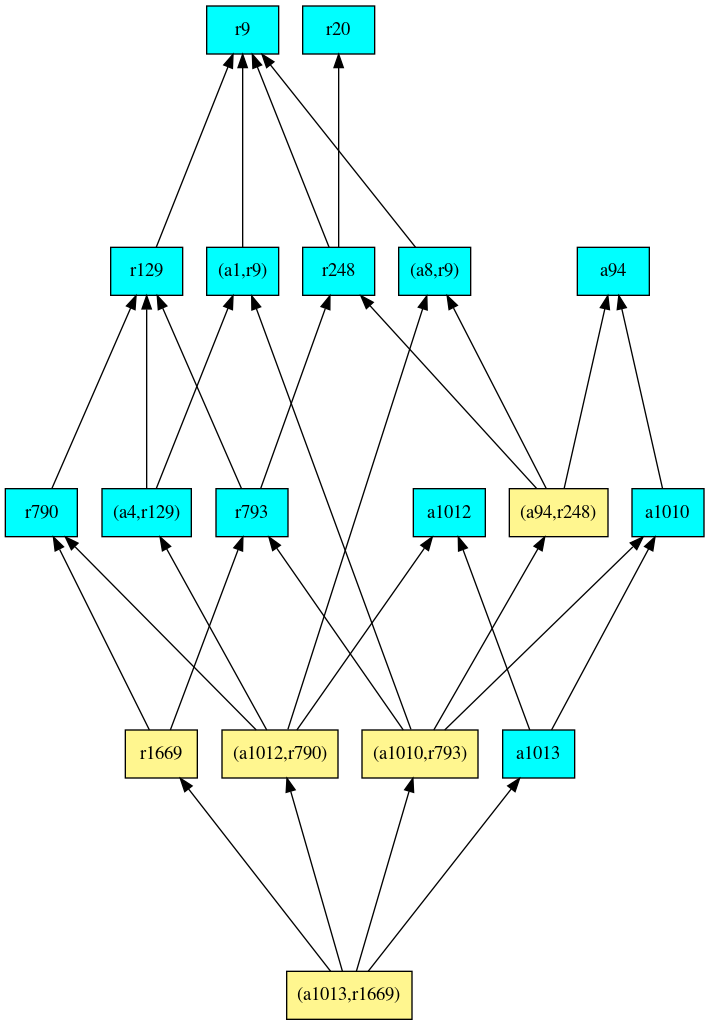 r9
r20
r129
(a1,r9)
r248
(a8,r9)
a94
r790
(a4,r129)
r793
a1012
(a94,r248)
a1010
r1669
(a1012,r790)
(a1010,r793)
a1013
(a1013,r1669)